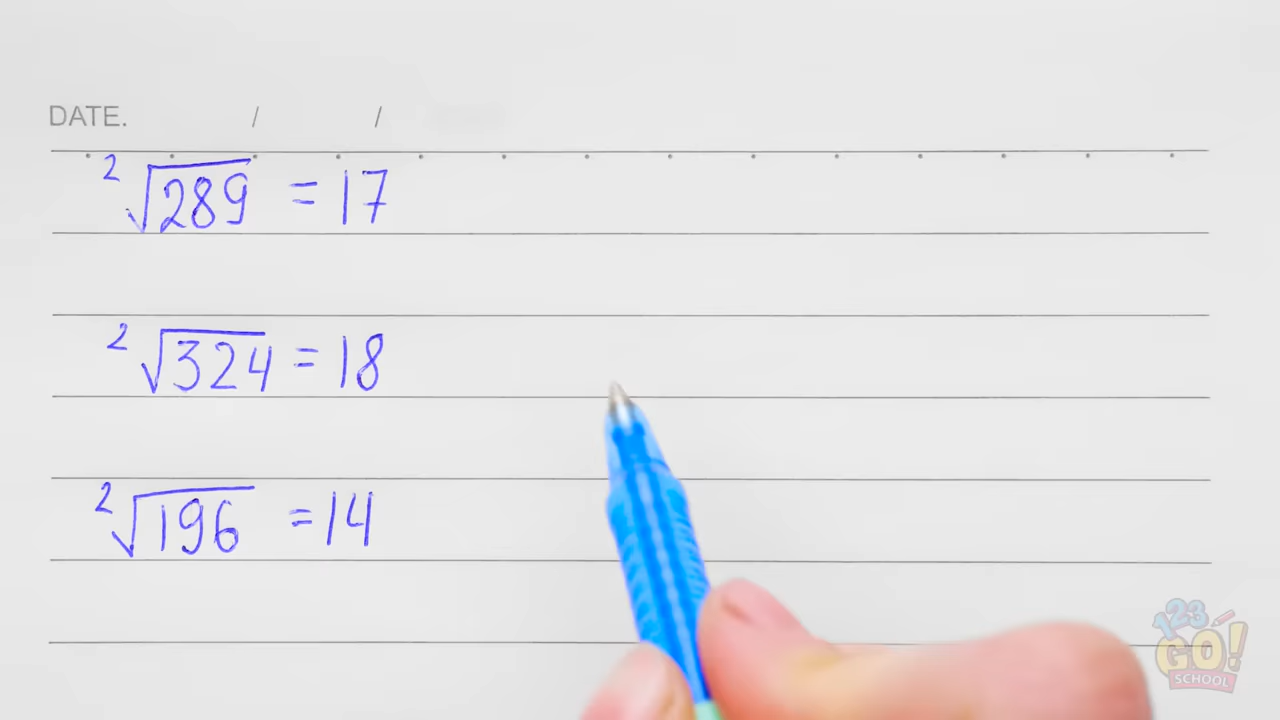 DATE. / /
²√289 = 17
²√324 = 18
²√196 = 14
123
GO!
SCHOOL